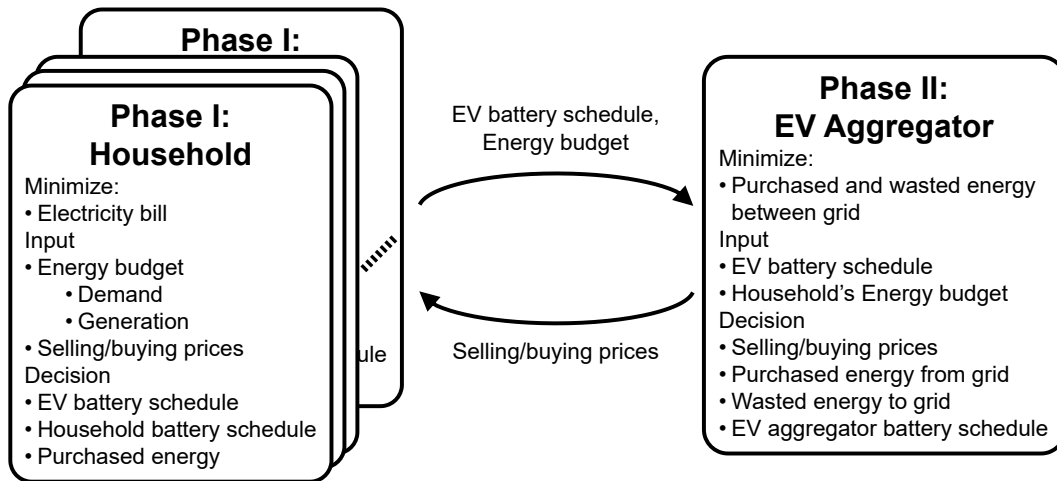 Phase I:
Phase I:
Household
Minimize:
• Electricity bill
Input
• Energy budget
• Demand
• Generation
• Selling/buying prices
Decision
• EV battery schedule
• Household battery schedule
• Purchased energy
EV battery schedule,
Energy budget
Selling/buying prices
Phase II:
EV Aggregator
Minimize:
• Purchased and wasted energy
between grid
Input
• EV battery schedule
• Household’s Energy budget
Decision
• Selling/buying prices
• Purchased energy from grid
• Wasted energy to grid
• EV aggregator battery schedule